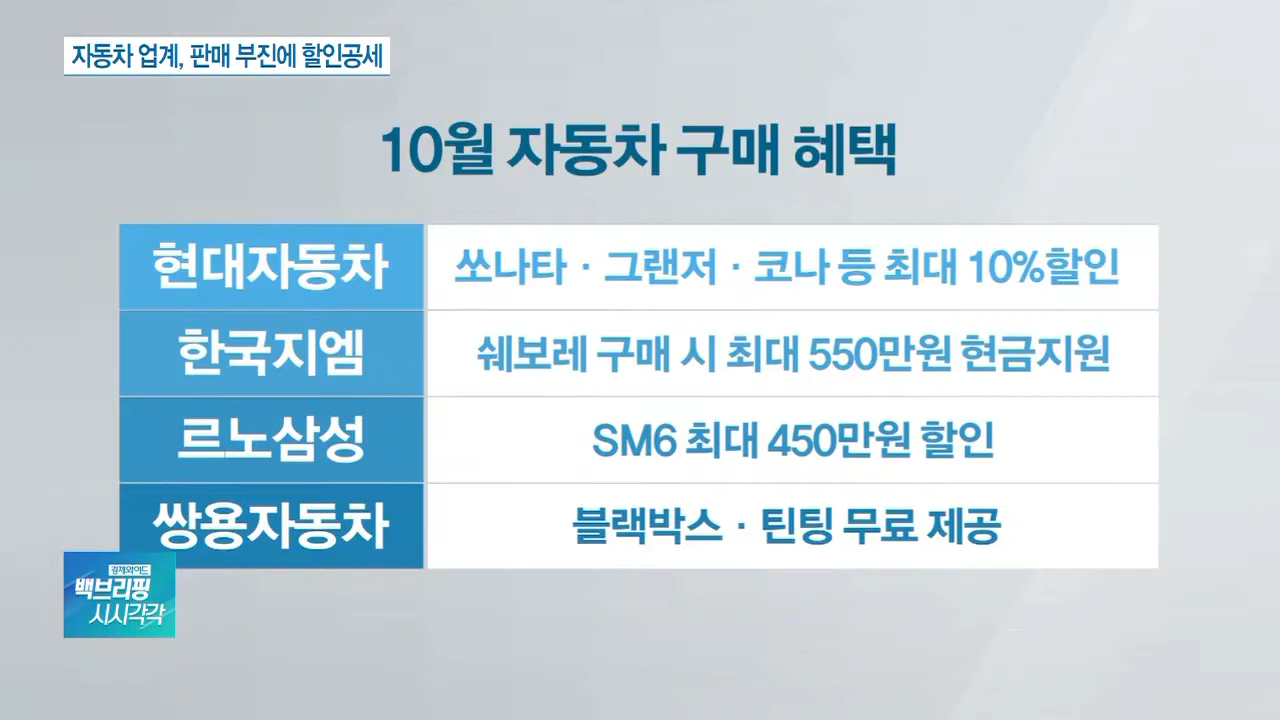 자동차 업계, 판매 부진에 할인공세
10월 자동차 구매 혜택
현대자동차 쏘나타 · 그랜저 · 코나 등 최대 10%할인
한국지엠 쉐보레 구매 시 최대 550만원 현금지원
르노삼성 SM6 최대 450만원 할인
쌍용자동차 블랙박스 · 틴팅 무료 제공
경제와이드
백브리핑
시시각각